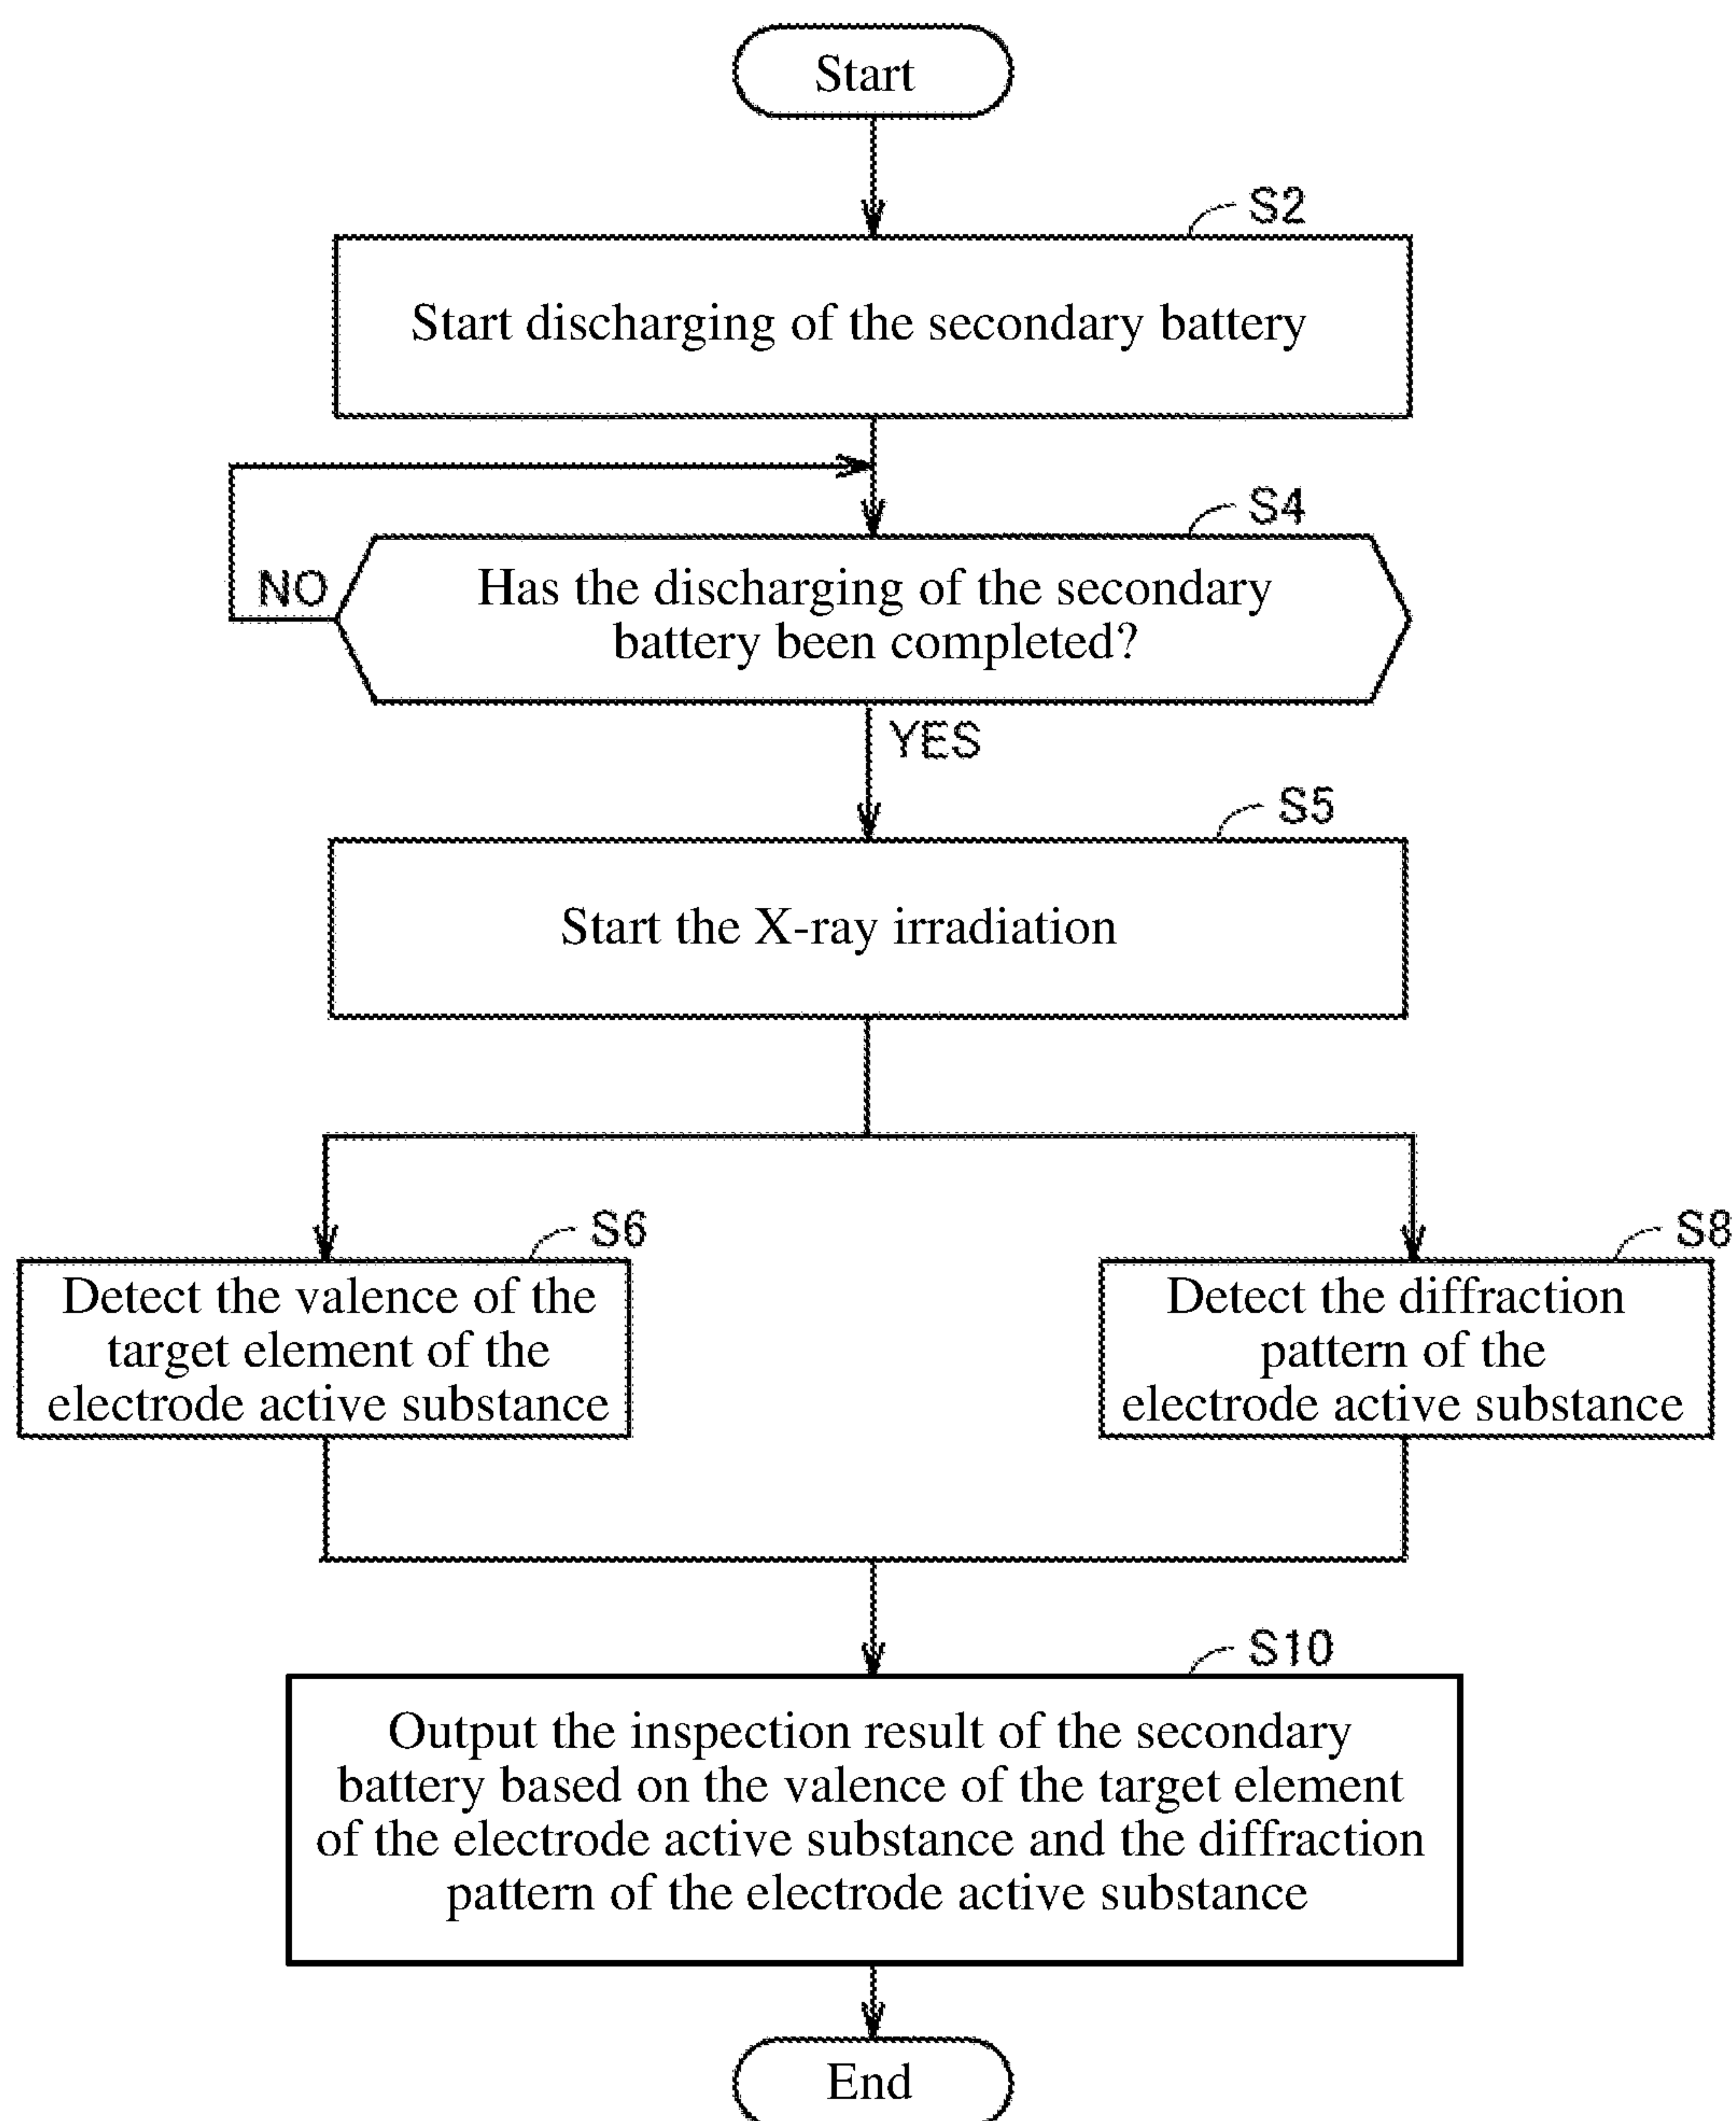 Start
S2
Start discharging of the secondary battery
S4
NO
Has the discharging of the secondary
battery been completed?
YES
S5
Start the X-ray irradiation
S6
Detect the valence of the
target element of the
electrode active substance
S8
Detect the diffraction
pattern of the
electrode active substance
S10
Output the inspection result of the secondary
battery based on the valence of the target element
of the electrode active substance and the diffraction
pattern of the electrode active substance
End